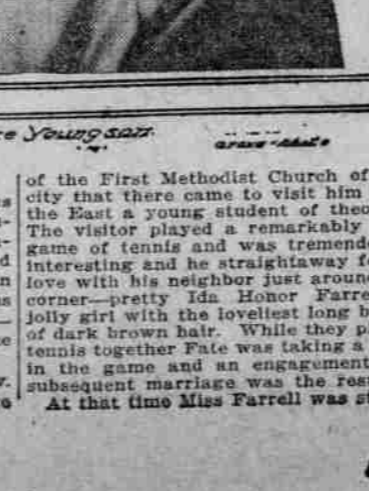 e Youngson.
of the First Methodist Church of
city that there came to visit him
the East a young student of theo
The visitor played a remarkably
game of tennis and was tremend
interesting and he straightaway f
love with his neighbor just aroun
corner—pretty Ida Honor Farre
jolly girl with the loveliest long b
of dark brown hair. While they p
tennis together Fate was taking a
in the game and an engagement
subsequent marriage was the res
At that time Miss Farrell was st